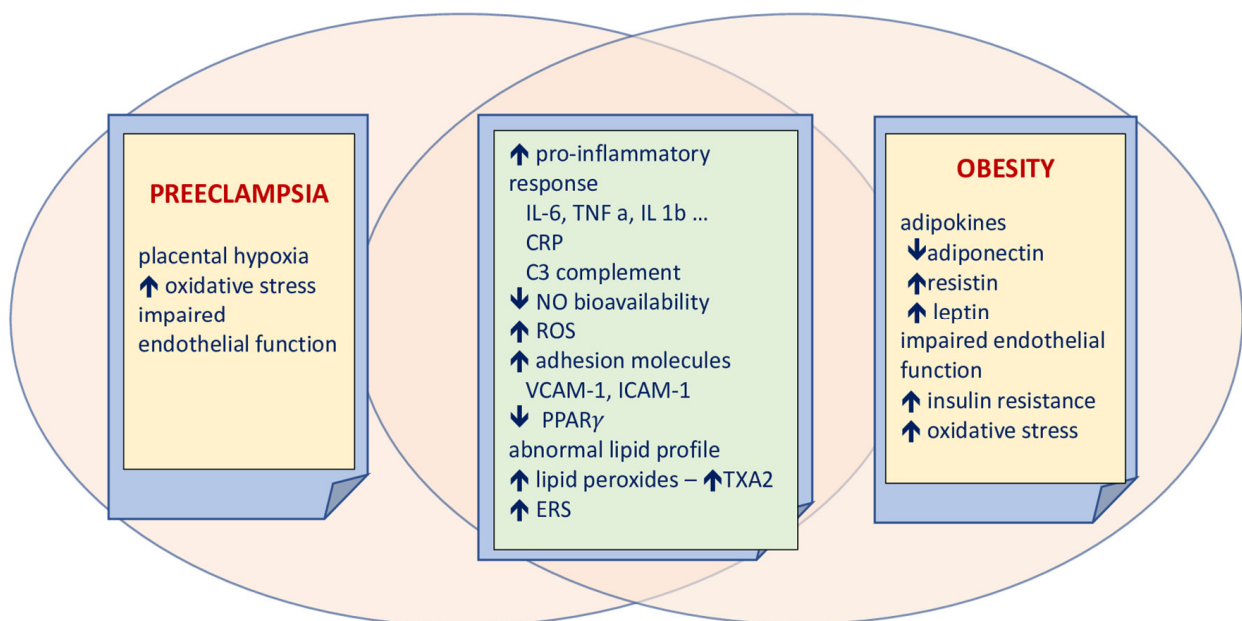 PREECLAMPSIA
placental hypoxia
↑ oxidative stress
impaired
endothelial function
↑ pro-inflammatory
response
IL-6, TNF a, IL 1b ...
CRP
C3 complement
↓ NO bioavailability
↑ ROS
↑ adhesion molecules
VCAM-1, ICAM-1
↓ PPARγ
abnormal lipid profile
↑ lipid peroxides – ↑TXA2
↑ ERS
OBESITY
adipokines
↓adiponectin
↑resistin
↑ leptin
impaired endothelial
function
↑ insulin resistance
↑ oxidative stress